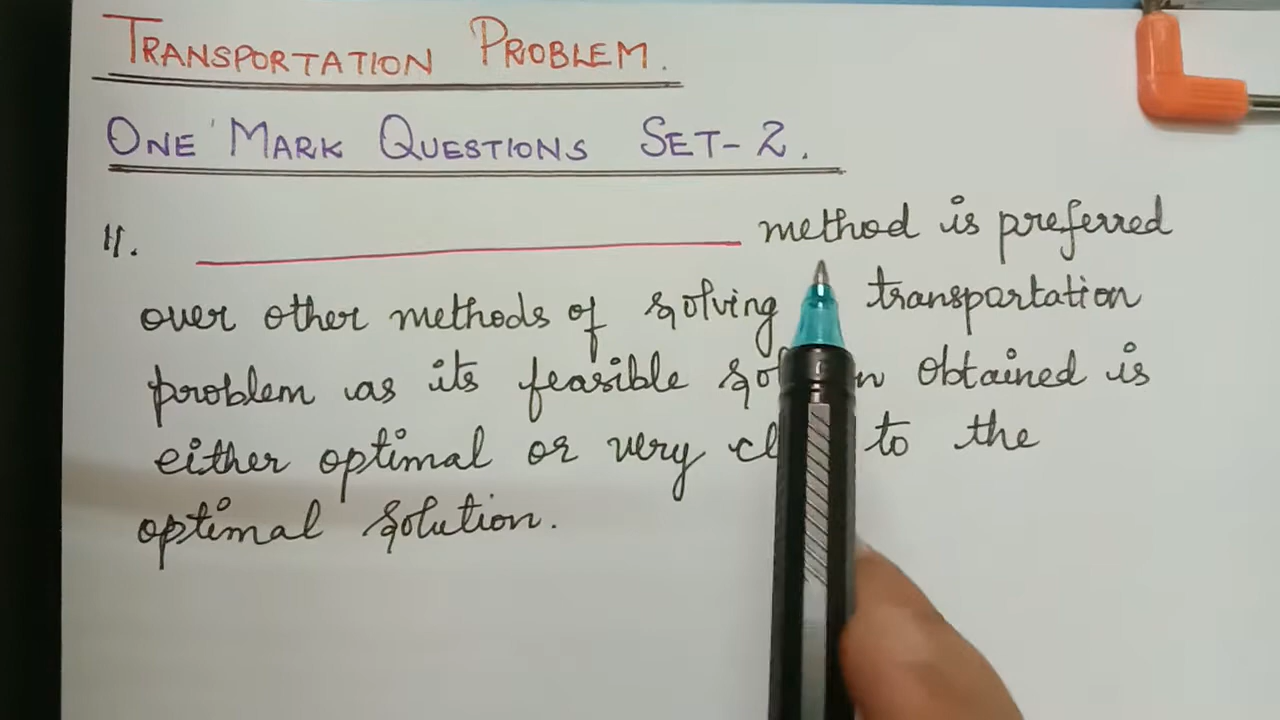 TRANSPORTATION PROBLEM.
ONE MARK QUESTIONS SET-2.
11. __________ method is preferred
over other methods of solving transportation
problem as its feasible obtained is
either optimal or very to the
optimal solution.